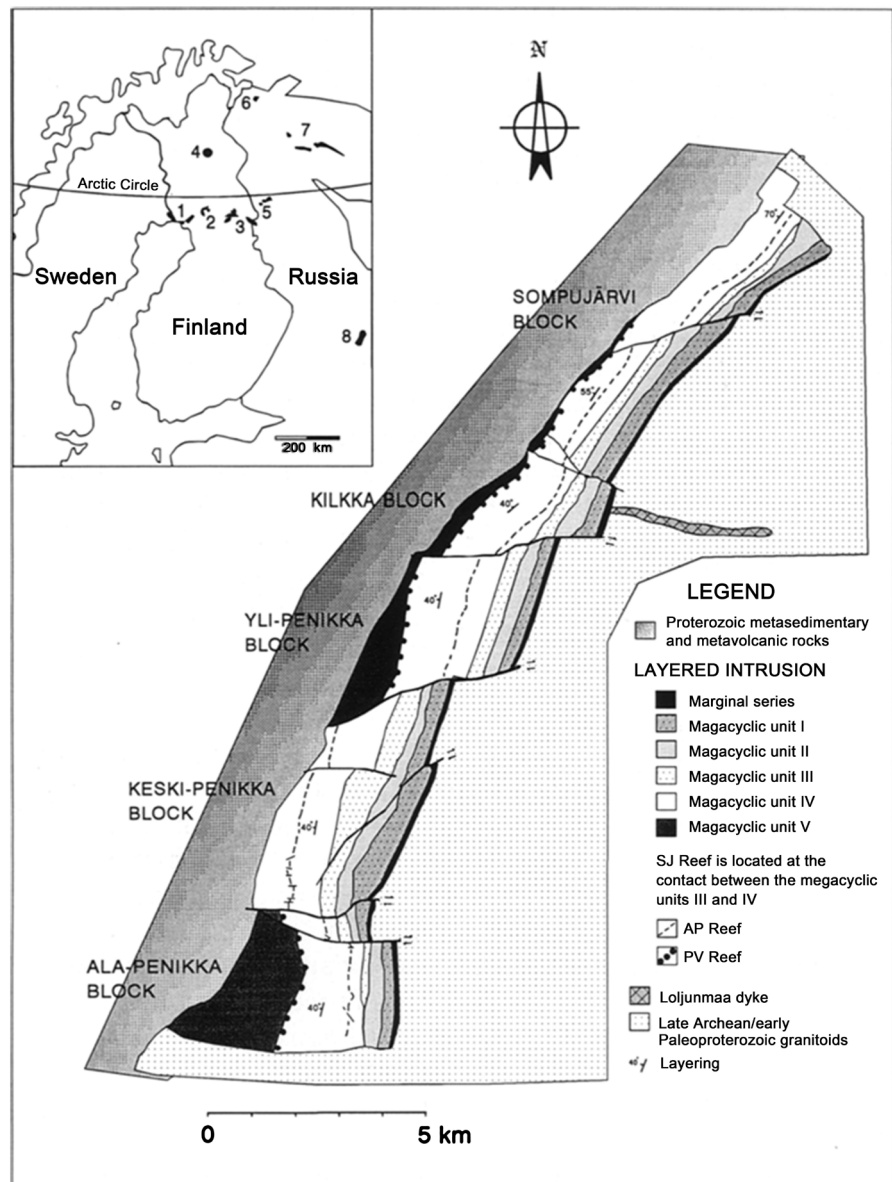 N
6
7
4
Arctic Circle
1
2
3
5
Sweden
Russia
Finland
8
200 km
70°
SOMPUJÄRVI
BLOCK
55°
KILKKA BLOCK
40°
YLI-PENIKKA
BLOCK
40°
KESKI-PENIKKA
BLOCK
40°
ALA-PENIKKA
BLOCK
40°
0
5 km
LEGEND
Proterozoic metasedimentary
and metavolcanic rocks
LAYERED INTRUSION
Marginal series
Magacyclic unit I
Magacyclic unit II
Magacyclic unit III
Magacyclic unit IV
Magacyclic unit V
SJ Reef is located at the
contact between the megacyclic
units III and IV
AP Reef
PV Reef
Loljunmaa dyke
Late Archean/early
Paleoproterozoic granitoids
40°
Layering